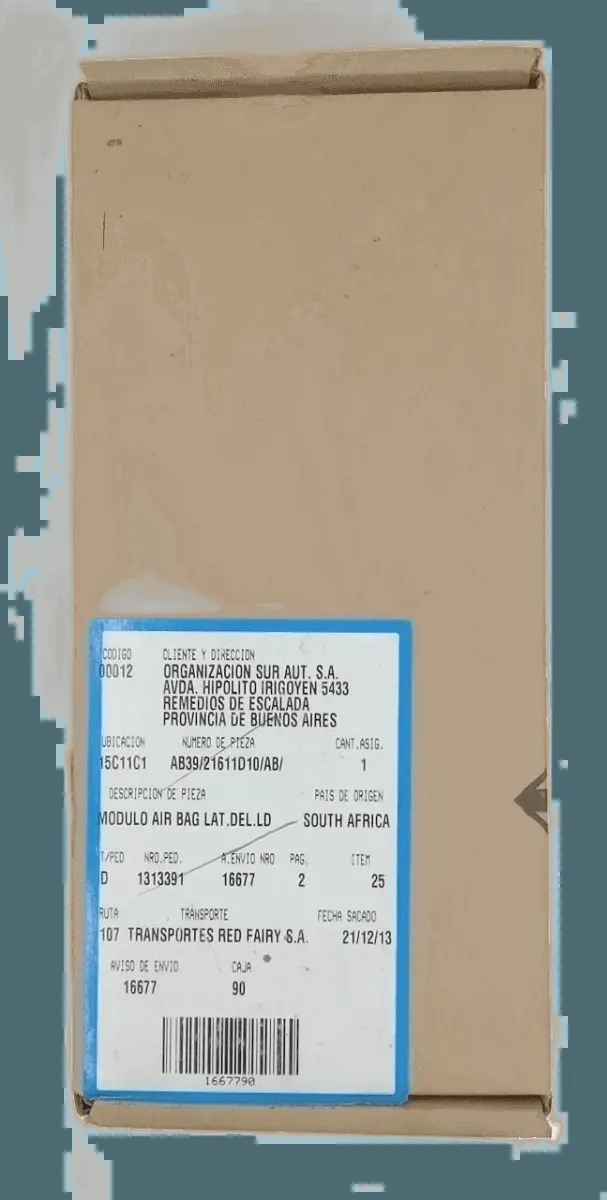 CODIGO CLIENTE Y DIRECCION
00012 ORGANIZACION SUR AUT. S.A.
AVDA. HIPOLITO IRIGOYEN 5433
REMEDIOS DE ESCALADA
PROVINCIA DE BUENOS AIRES
UBICACION NUMERO DE PIEZA CANT.ASIG.
15C11C1 AB39/21611D10/AB/ 1
DESCRIPCION DE PIEZA PAIS DE ORIGEN
MODULO AIR BAG LAT.DEL.LD SOUTH AFRICA
T/PED NRO.PED. A.ENVIO NRO PAG. ITEM
D 1313391 16677 2 25
RUTA TRANSPORTE FECHA SACADO
107 TRANSPORTES RED FAIRY S.A. 21/12/13
AVISO DE ENVIO CAJA
16677 90
1667790